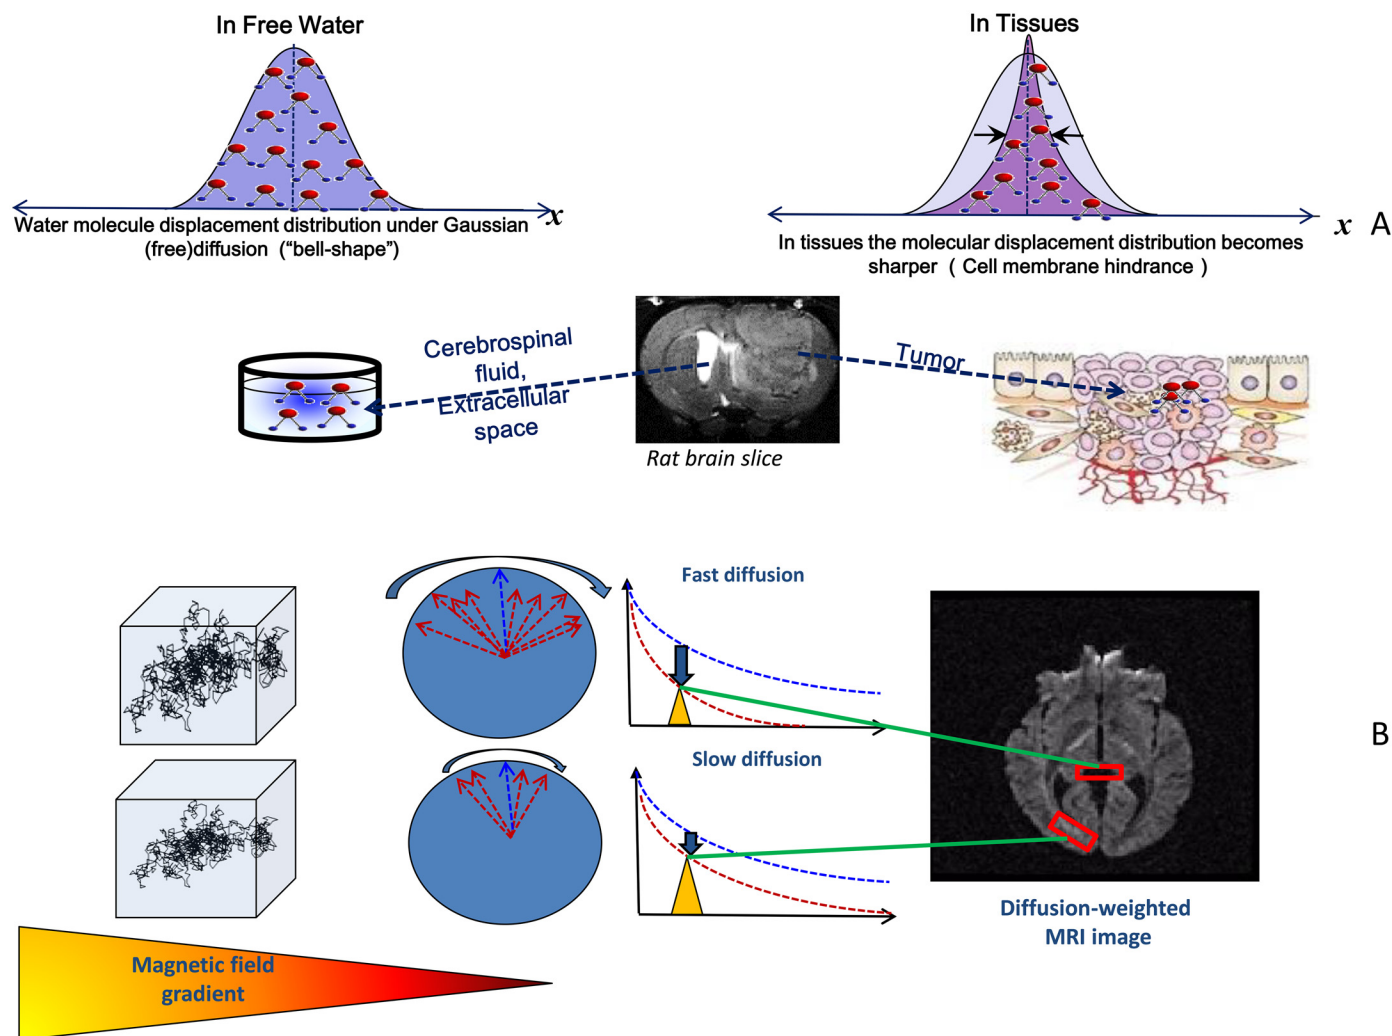 In Free Water
In Tissues
x
Water molecule displacement distribution under Gaussian
(free)diffusion ("bell-shape")
x A
In tissues the molecular displacement distribution becomes
sharper ( Cell membrane hindrance )
Cerebrospinal
fluid,
Extracellular
space
Tumor
Rat brain slice
Fast diffusion
B
Slow diffusion
Diffusion-weighted
MRI image
Magnetic field
gradient